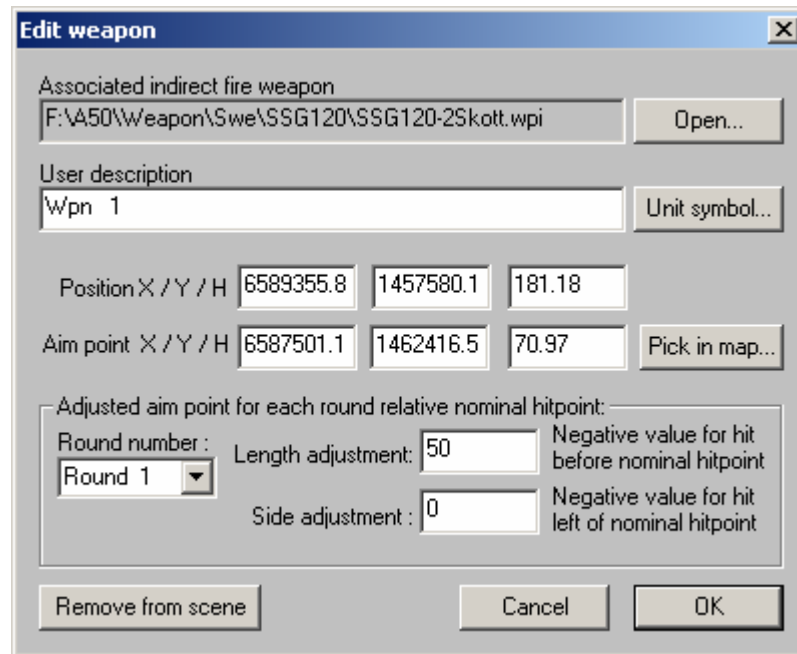 Edit weapon
Associated indirect fire weapon
F:\A50\Weapon\Swe\SSG120\SSG120-2Skott.wpi
Open...
User description
Wpn 1
Unit symbol...
Position X / Y / H 6589355.8 1457580.1 181.18
Aim point X / Y / H 6587501.1 1462416.5 70.97 Pick in map...
Adjusted aim point for each round relative nominal hitpoint:
Round number :
Round 1
Length adjustment: 50
Negative value for hit
before nominal hitpoint
Side adjustment : 0
Negative value for hit
left of nominal hitpoint
Remove from scene Cancel OK